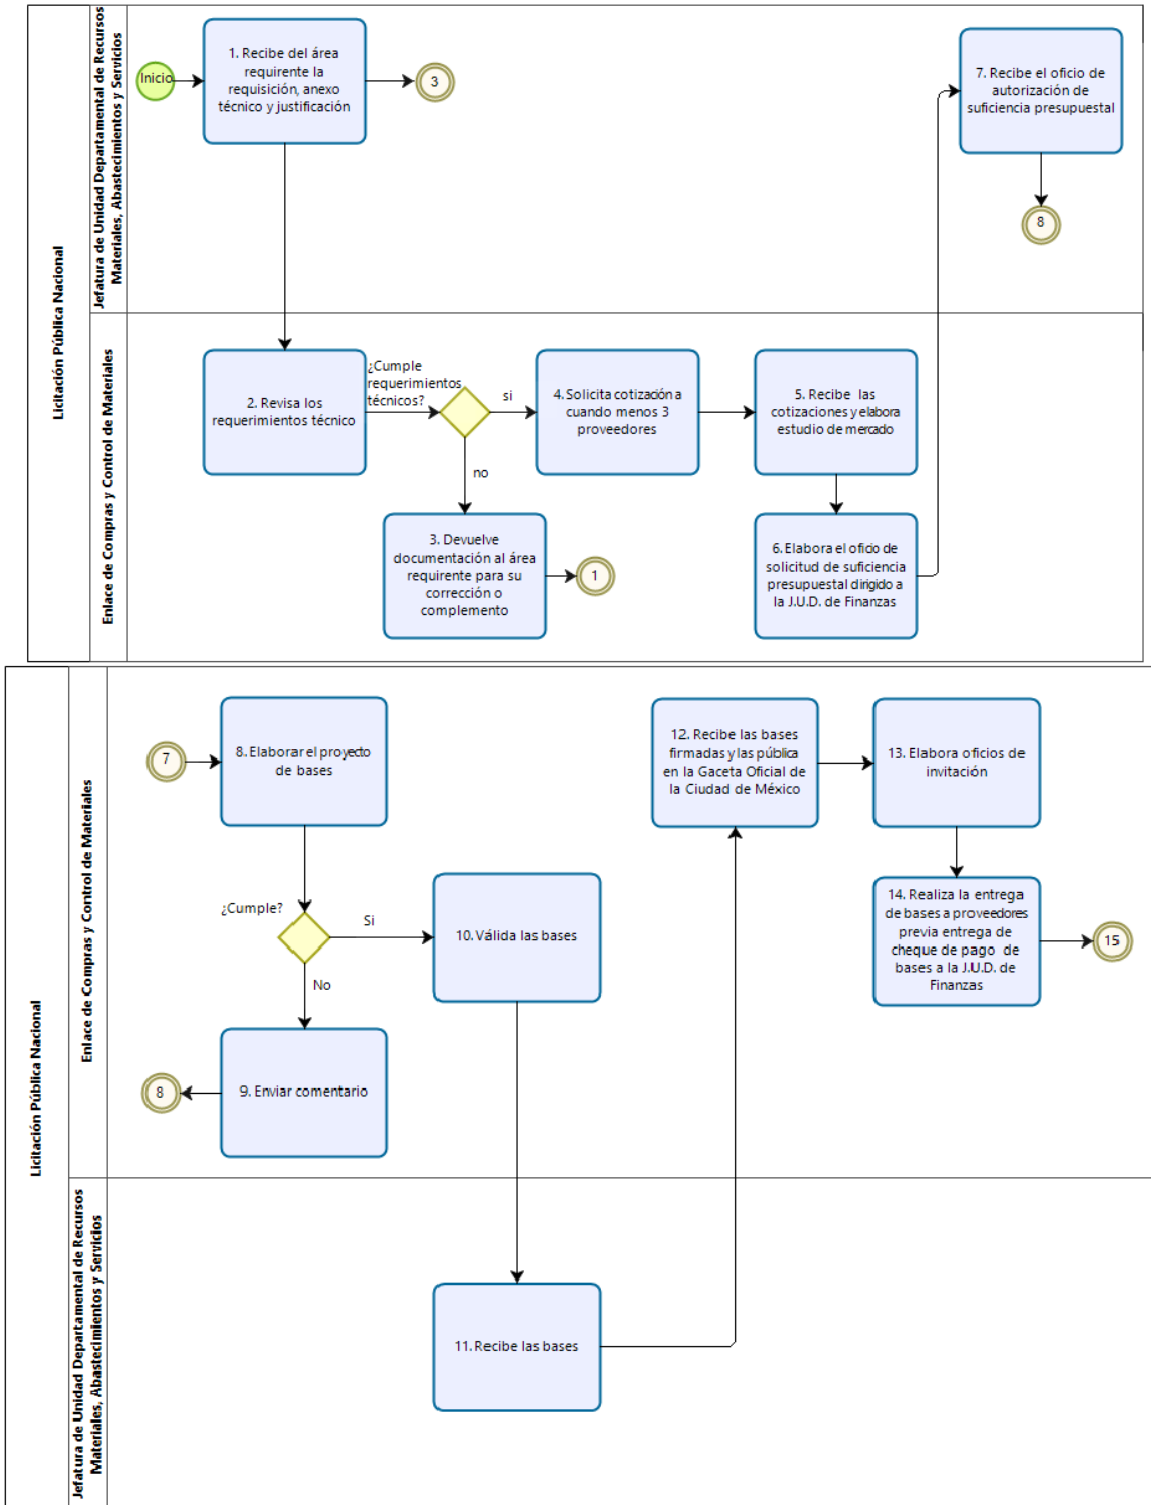 Licitación Pública Nacional
Jefatura de Unidad Departamental de Recursos
Materiales, Abastecimientos y Servicios
Inicio
1. Recibe del área
requirente la
requisición, anexo
técnico y justificación
3
7. Recibe el oficio de
autorización de
suficiencia presupuestal
8
Enlace de Compras y Control de Materiales
2. Revisa los
requerimientos técnico
¿Cumple
requerimientos
técnicos?
si
no
4. Solicita cotización a
cuando menos 3
proveedores
5. Recibe las
cotizaciones y elabora
estudio de mercado
3. Devuelve
documentación al área
requirente para su
corrección o
complemento
1
6. Elabora el oficio de
solicitud de suficiencia
presupuestal dirigido a
la J.U.D. de Finanzas
Licitación Pública Nacional
Enlace de Compras y Control de Materiales
7
8. Elaborar el proyecto
de bases
¿Cumple?
Si
No
10. Válida las bases
9. Enviar comentario
8
12. Recibe las bases
firmadas y las pública
en la Gaceta Oficial de
la Ciudad de México
13. Elabora oficios de
invitación
14. Realiza la entrega
de bases a proveedores
previa entrega de
cheque de pago de
bases a la J.U.D. de
Finanzas
15
Jefatura de Unidad Departamental de Recursos
Materiales, Abastecimientos y Servicios
11. Recibe las bases